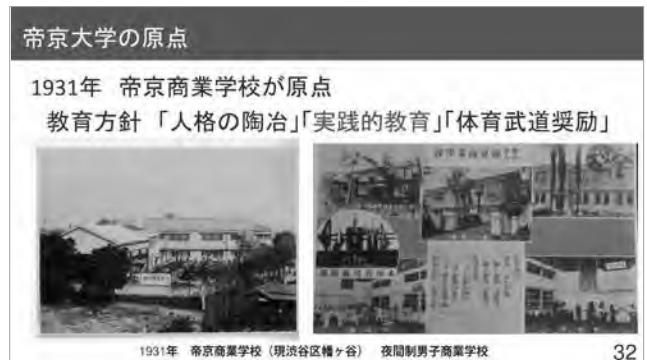 帝京大学の原点
1931年 帝京商業学校が原点
教育方針「人格の陶冶」「実践的教育」「体育武道奨励」
1931年 帝京商業学校（現渋谷区幡ヶ谷） 夜間制男子商業学校
32